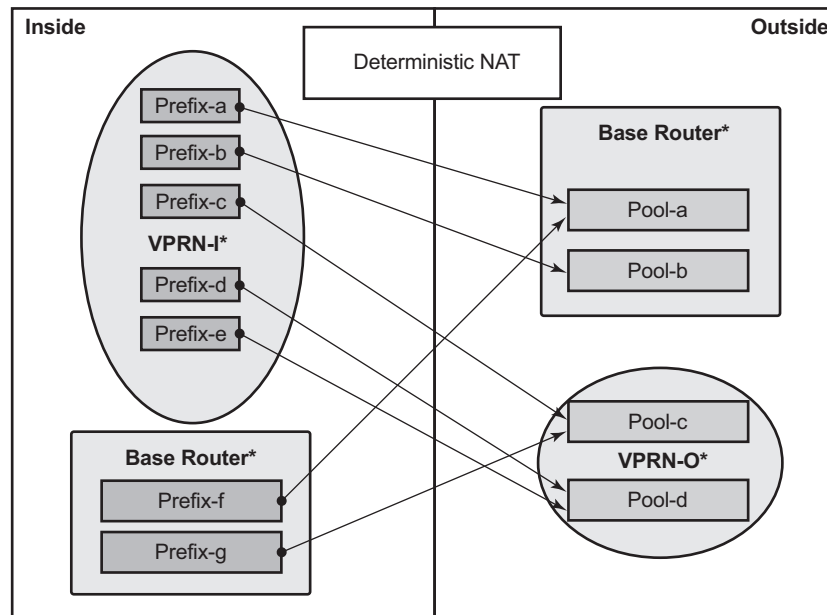 Inside
Outside
Deterministic NAT
Prefix-a
Prefix-b
Prefix-c
VPRN-I*
Prefix-d
Prefix-e
Base Router*
Prefix-f
Prefix-g
Base Router*
Pool-a
Pool-b
Pool-c
VPRN-O*
Pool-d